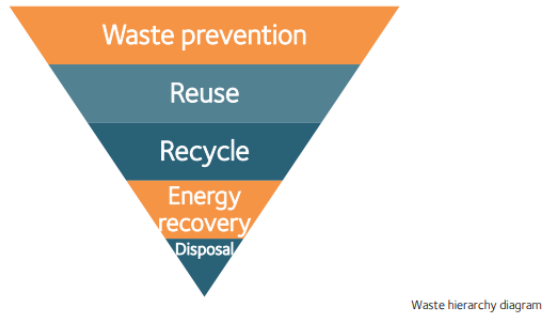 Waste prevention
Reuse
Recycle
Energy
recovery
Disposal
Waste hierarchy diagram